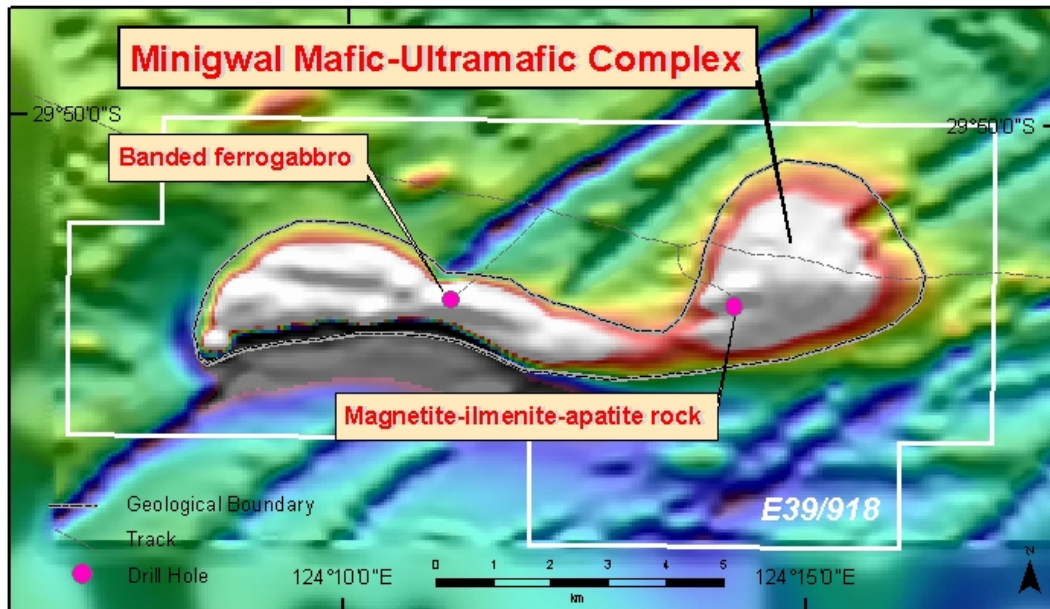 Minigwal Mafic-Ultramafic Complex
29°50'0"S
29°50'0"S
Banded ferrogabbro
Magnetite-ilmenite-apatite rock
E39/918
Geological Boundary
Track
Drill Hole
124°10'0"E
0 1 2 3 4 5
km
124°15'0"E
N